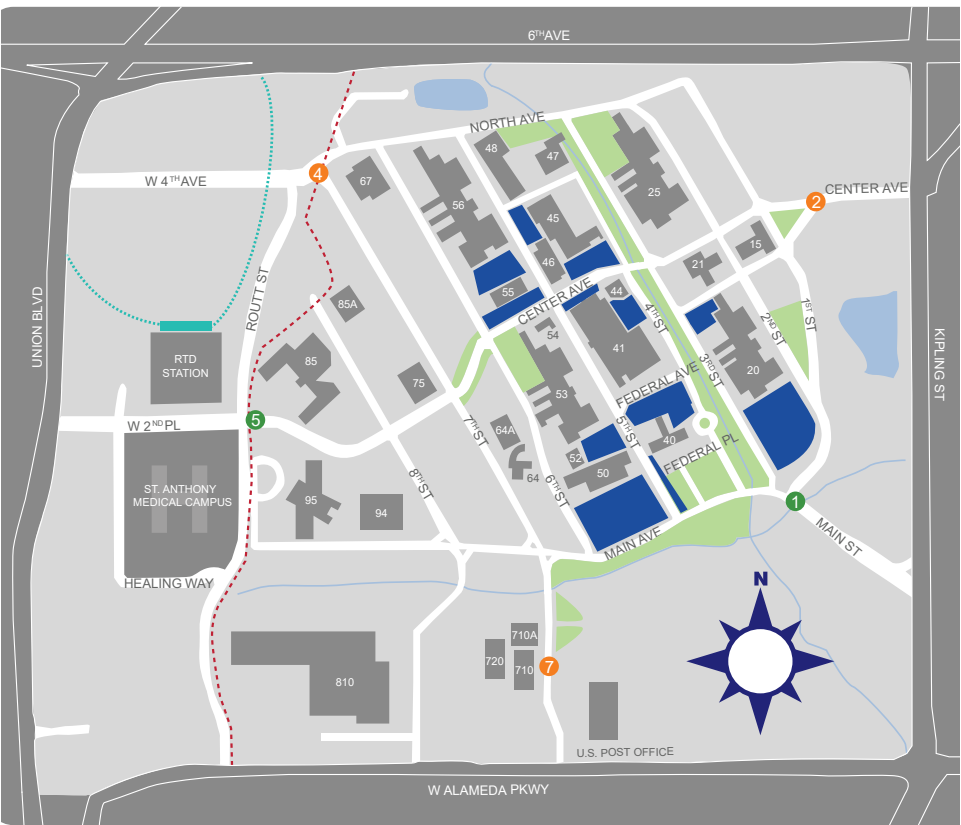 6TH AVE
NORTH AVE
48
47
4
67
W 4TH AVE
25
CENTER AVE
2
56
45
15
46
21
55
44
CENTER AVE
4TH ST
1ST ST
UNION BLVD
ROUTT ST
85A
2ND ST
KIPLING ST
54
41
3RD ST
RTD
STATION
85
20
75
FEDERAL AVE
53
5
W 2ND PL
7TH ST
64A
5TH ST
40
FEDERAL PL
52
50
64
8TH ST
6TH ST
ST. ANTHONY
MEDICAL CAMPUS
95
94
1
MAIN AVE
MAIN ST
HEALING WAY
N
710A
720
710
7
810
U.S. POST OFFICE
W ALAMEDA PKWY